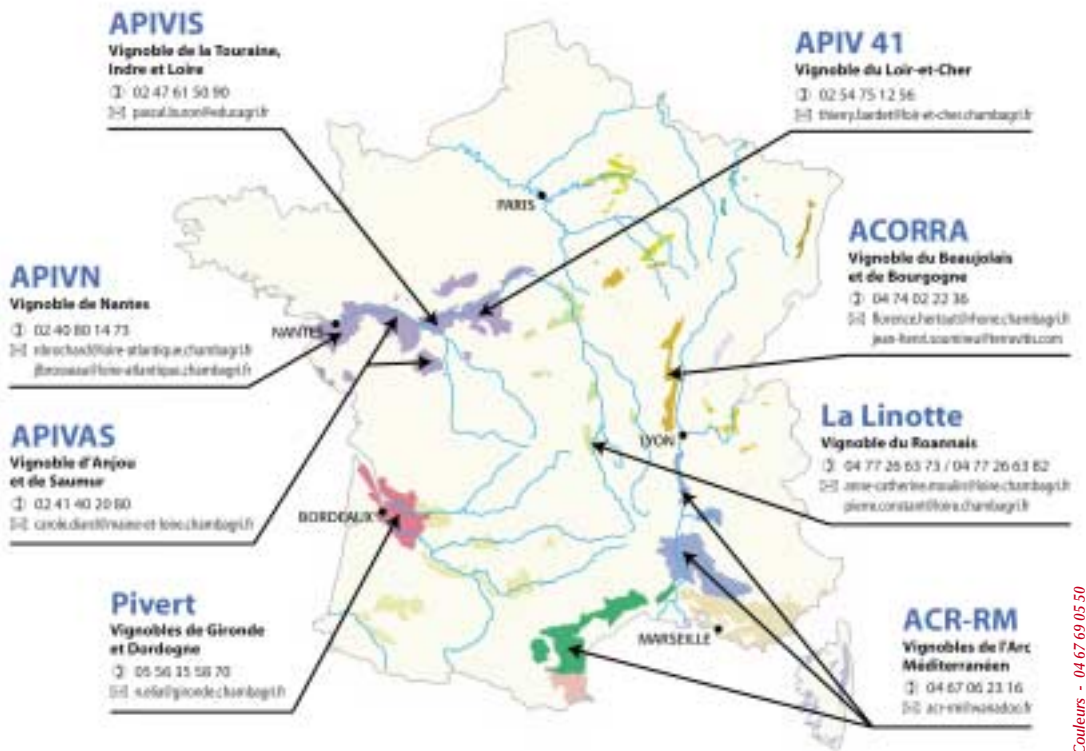 APIVIS
Vignoble de la Touraine,
Indre et Loire
02 47 61 50 90
APIV 41
Vignoble du Loir-et-Cher
02 54 75 12 56
PARIS
ACORRA
Vignoble du Beaujolais
et de Bourgogne
04 74 02 22 36
APIVN
Vignoble de Nantes
02 40 80 14 73
NANTES
APIVAS
Vignoble d'Anjou
et de Saumur
02 41 40 20 80
La Linotte
Vignoble du Roannais
04 77 26 63 73 / 04 77 26 63 82
LYON
BORDEAUX
Pivert
Vignobles de Gironde
et Dordogne
05 56 35 58 70
MARSEILLE
ACR-RM
Vignobles de l'Arc
Méditerranéen
04 67 06 23 16
Couleurs - 04 67 69 05 50